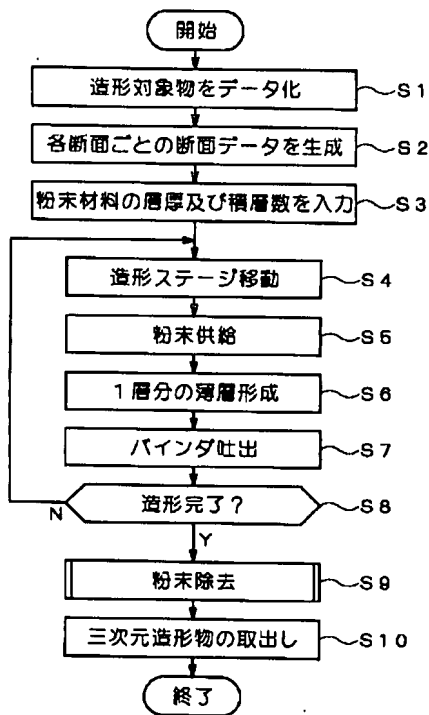 開始
造形対象物をデータ化 S1
各断面ごとの断面データを生成 S2
粉末材料の層厚及び積層数を入力 S3
造形ステージ移動 S4
粉末供給 S5
1層分の薄層形成 S6
バインダ吐出 S7
造形完了? S8
N
Y
粉末除去 S9
三次元造形物の取出し S10
終了